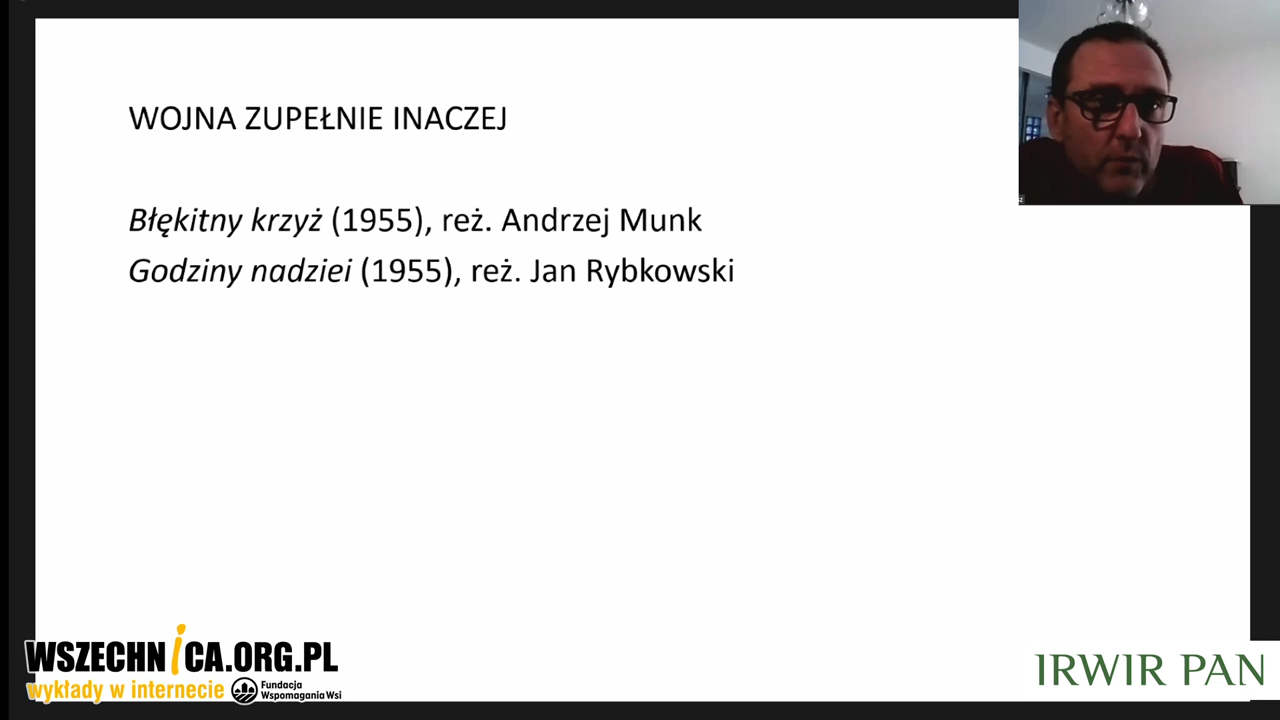 WOJNA ZUPEŁNIE INACZEJ
Błękitny krzyż (1955), reż. Andrzej Munk
Godziny nadziei (1955), reż. Jan Rybkowski
WSZECHNICA.ORG.PL
wykłady w internecie
Fundacja
Wspomagania Wsi
IRWIR PAN